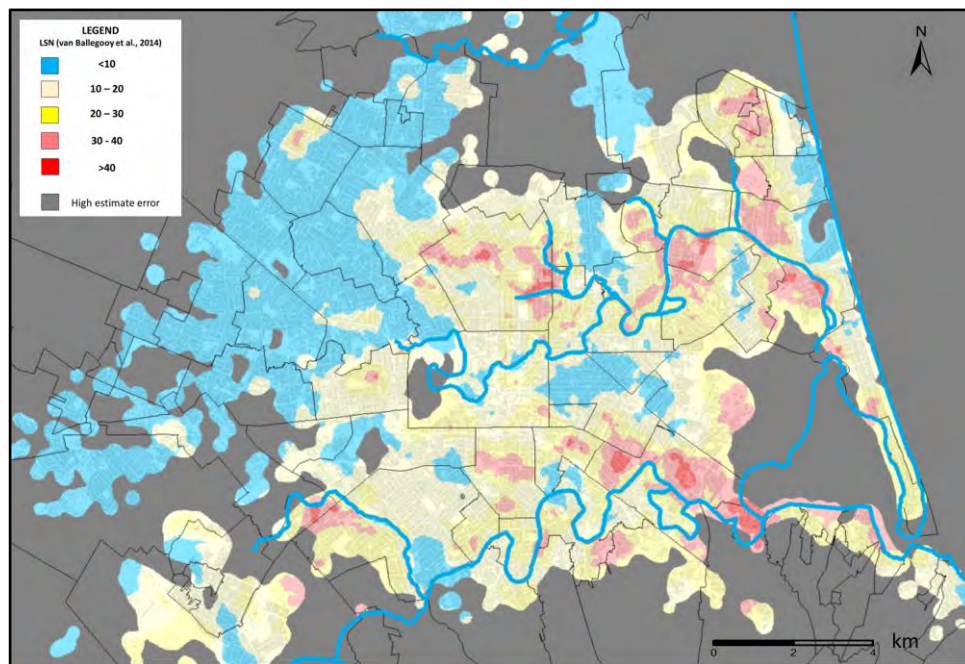 LEGEND
LSN (van Ballegooy et al., 2014)
<10
10 – 20
20 – 30
30 - 40
>40
High estimate error
N
0 2 4
km